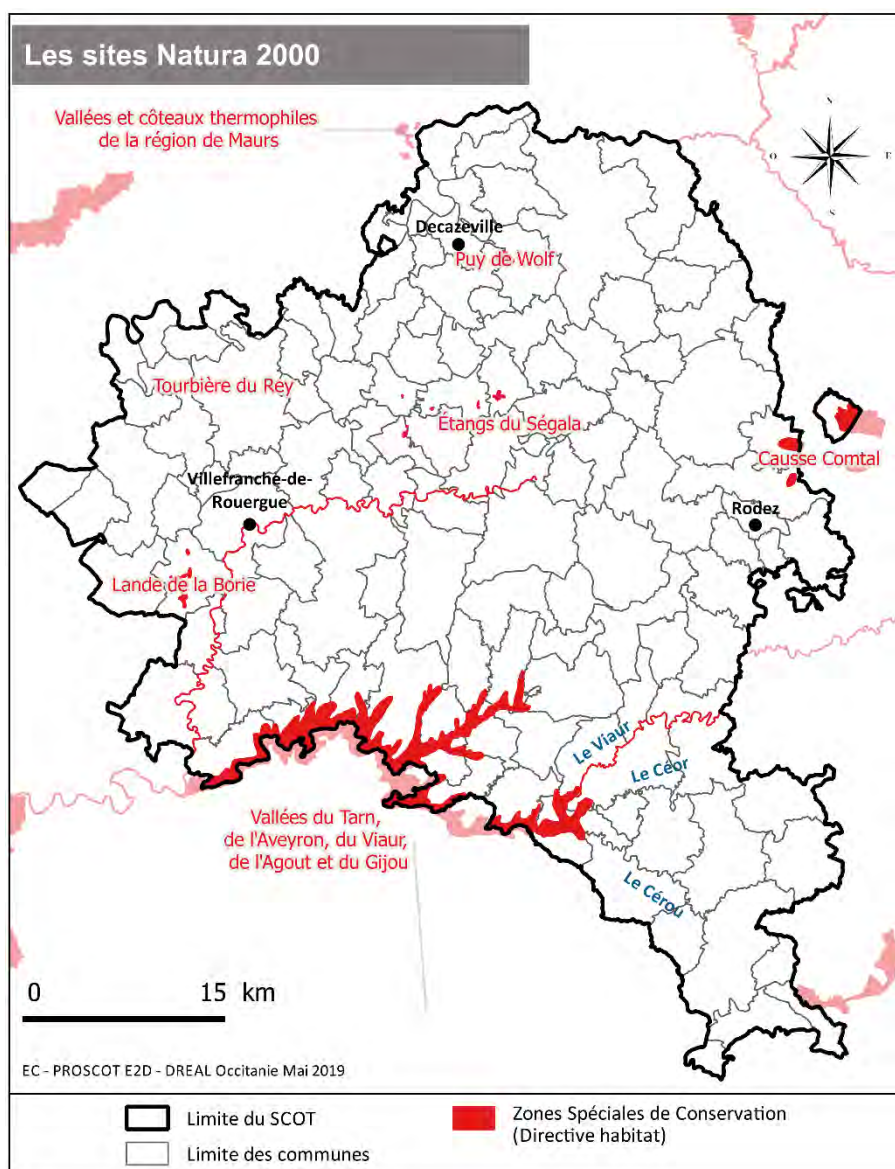 Les sites Natura 2000
Vallées et côteaux thermophiles
de la région de Maurs
N
O
E
S
Decazeville
Puy de Wolf
Tourbière du Rey
Étangs du Ségala
Causse Comtal
Villefranche-de-
Rouergue
Rodez
Lande de la Borie
Le Viaur
Le Céor
Vallées du Tarn,
de l'Aveyron, du Viaur,
de l'Agout et du Gijou
Le Cérou
0 15 km
EC - PROSCOT E2D - DREAL Occitanie Mai 2019
Limite du SCOT
Limite des communes
Zones Spéciales de Conservation
(Directive habitat)